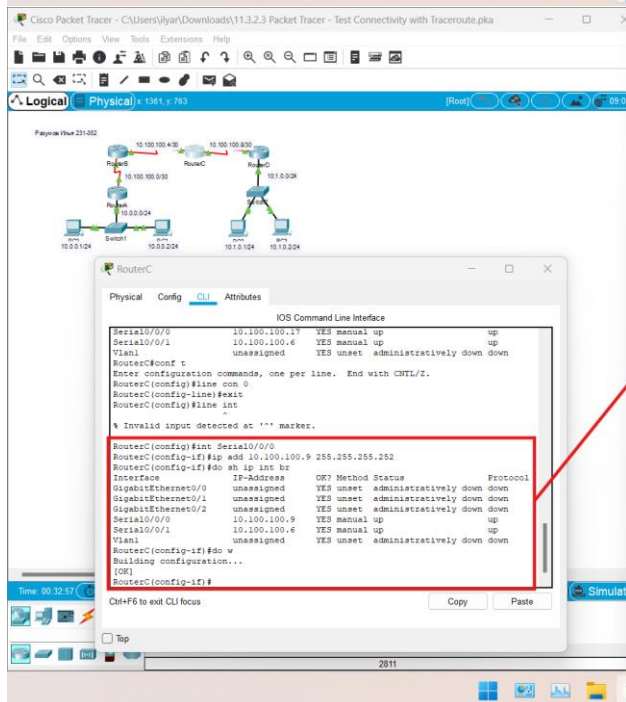 Cisco Packet Tracer - C:\Users\ilyar\Downloads\11.3.2.3 Packet Tracer - Test Connectivity with Traceroute.pka
File Edit Options View Tools Extensions Help
Logical Physical x: 1361, y: 763 [Root] 09:0
231-352
10.100.100.4/30 10.100.100.8/30
RouterB RouterC RouterD
10.100.100.0/30 10.1.0.0/24
10.0.0.0/24
Switch1
10.0.0.1/24 10.0.0.2/24 10.1.0.1/24 10.1.0.2/24
RouterC
Physical Config CLI Attributes
IOS Command Line Interface
Serial0/0/0 10.100.100.17 YES manual up up
Serial0/0/1 10.100.100.6 YES manual up up
Vlan1 unassigned YES unset administratively down down
RouterC#conf t
Enter configuration commands, one per line. End with CNTL/Z.
RouterC(config)#line con 0
RouterC(config-line)#exit
RouterC(config)#line int
^
% Invalid input detected at '^' marker.
RouterC(config)#int Serial0/0/0
RouterC(config-if)#ip add 10.100.100.9 255.255.255.252
RouterC(config-if)#do sh ip int br
Interface IP-Address OK? Method Status Protocol
GigabitEthernet0/0 unassigned YES unset administratively down down
GigabitEthernet0/1 unassigned YES unset administratively down down
GigabitEthernet0/2 unassigned YES unset administratively down down
Serial0/0/0 10.100.100.9 YES manual up up
Serial0/0/1 10.100.100.6 YES manual up up
Vlan1 unassigned YES unset administratively down down
RouterC(config-if)#do w
Building configuration...
[OK]
RouterC(config-if)#
Time: 00:32:57 Simulat
Ctrl+F6 to exit CLI focus Copy Paste
Top
2811